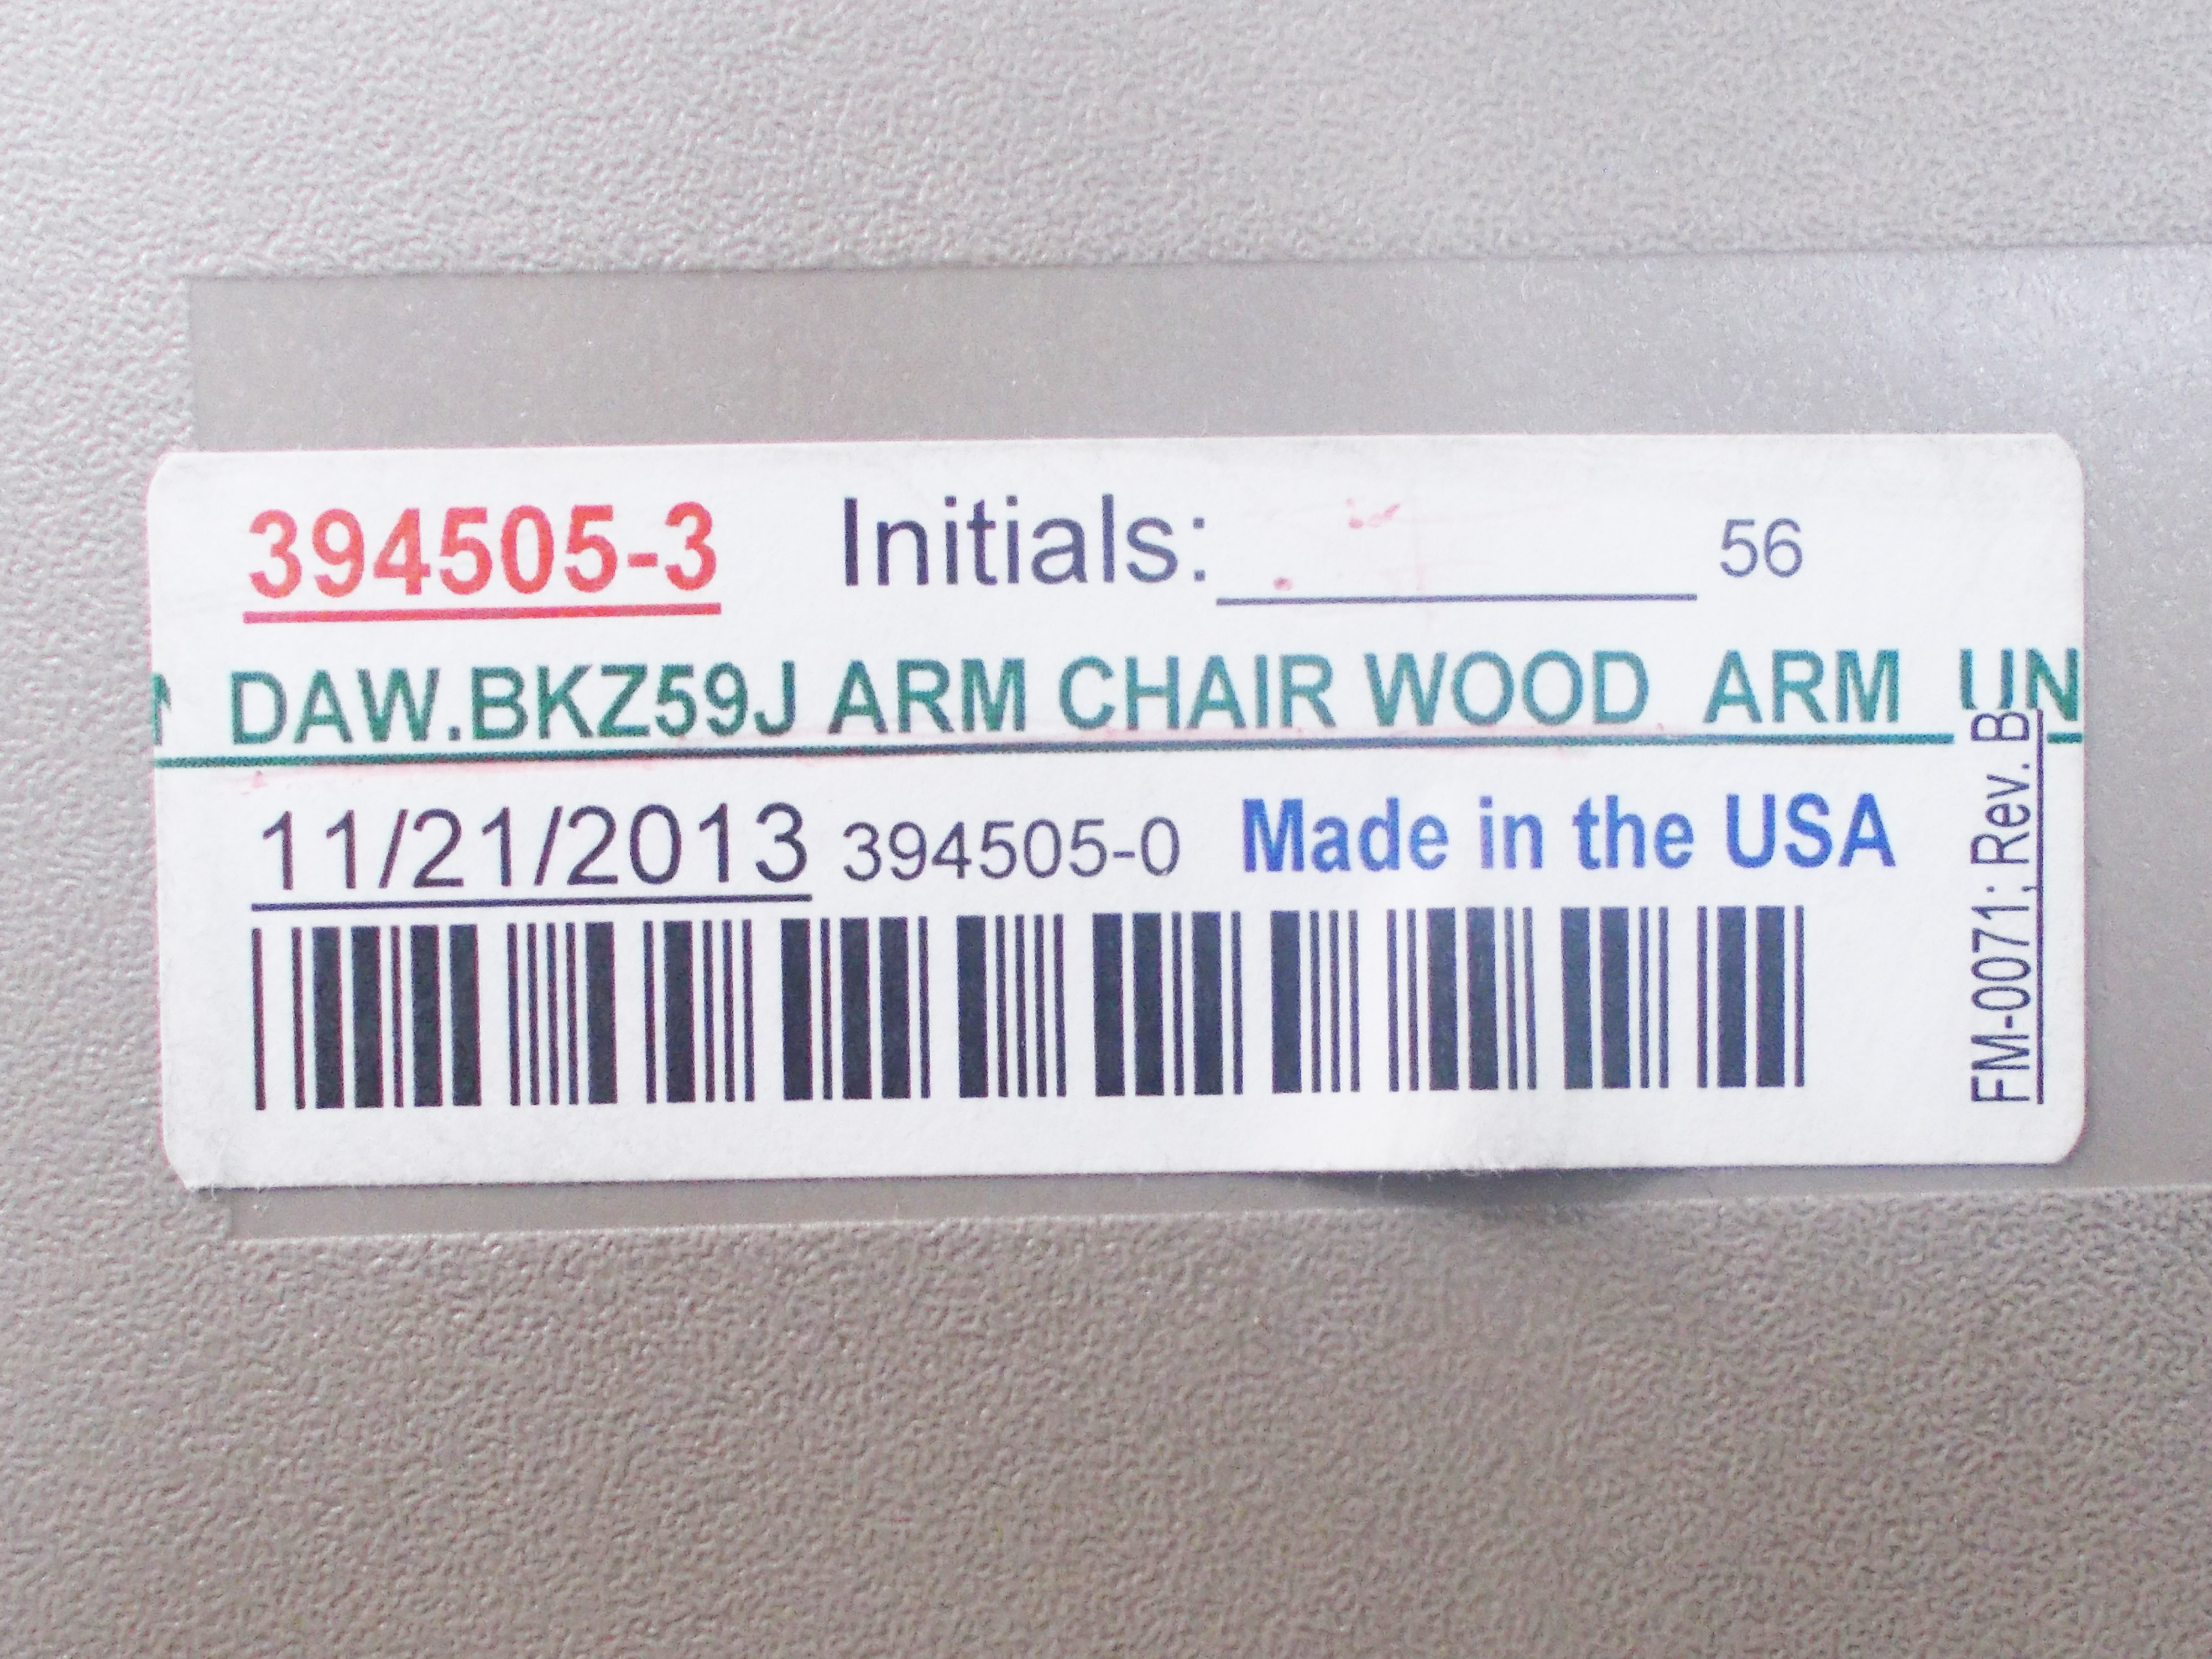 394505-3 Initials: 56
DAW.BKZ59J ARM CHAIR WOOD ARM UN
11/21/2013 394505-0 Made in the USA
FM-0071; Rev. B